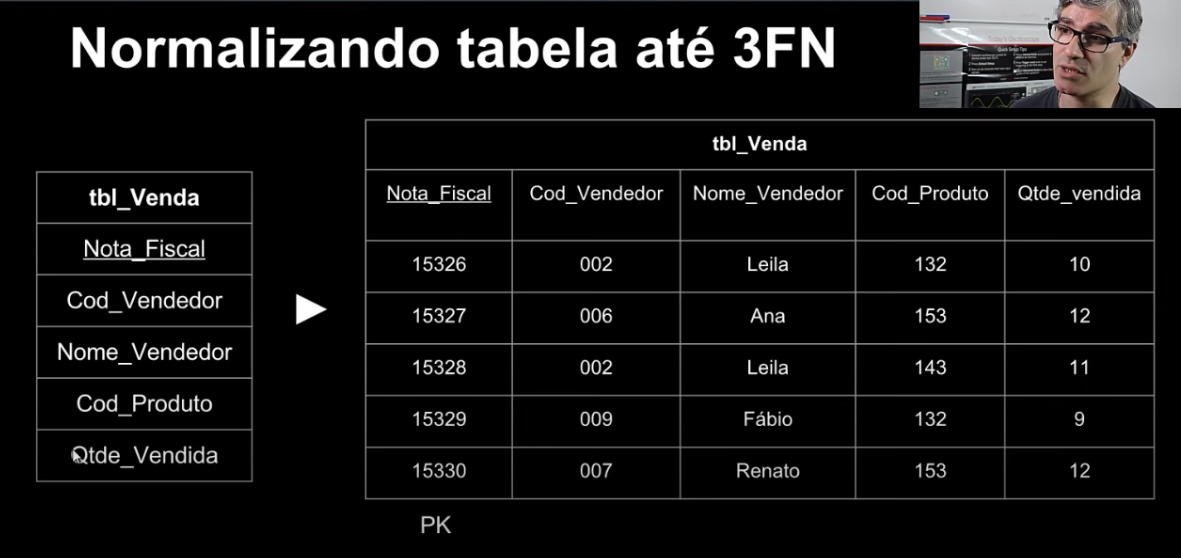 Normalizando tabela até 3FN
tbl_Venda
Nota_Fiscal
Cod_Vendedor
Nome_Vendedor
Cod_Produto
Qtde_Vendida
tbl_Venda
Nota_Fiscal Cod_Vendedor Nome_Vendedor Cod_Produto Qtde_vendida
15326 002 Leila 132 10
15327 006 Ana 153 12
15328 002 Leila 143 11
15329 009 Fábio 132 9
15330 007 Renato 153 12
PK